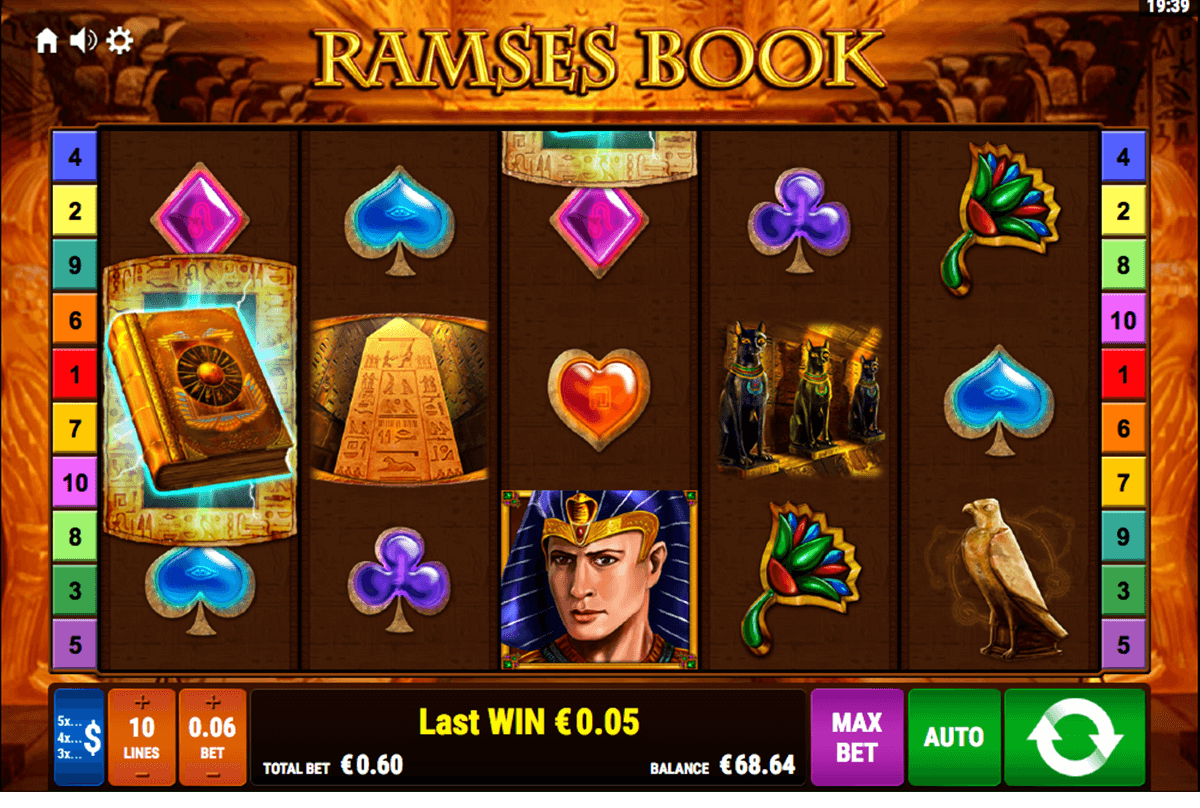 19:39
RAMSES BOOK
4
2
9
6
1
7
10
8
3
5
4
2
8
10
1
6
7
9
3
5
5x...
4x...
3x...
$
+
10
LINES
−
+
0.06
BET
−
Last WIN €0.05
TOTAL BET €0.60
BALANCE €68.64
MAX
BET
AUTO